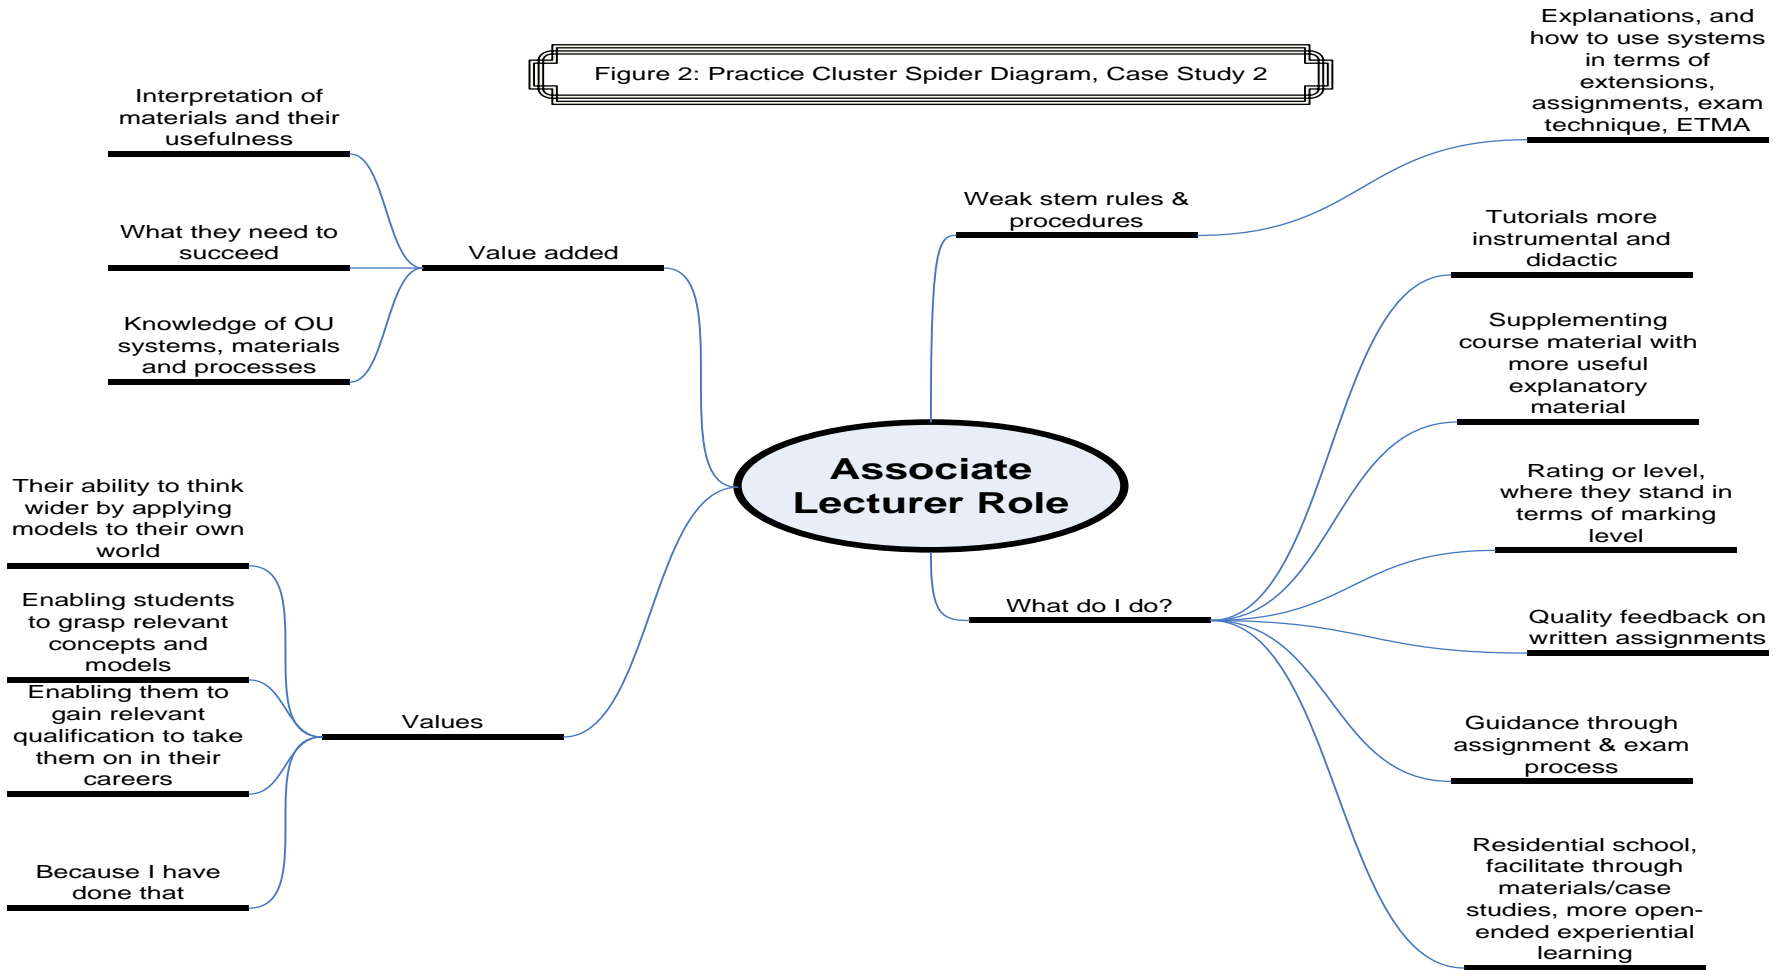 Figure 2: Practice Cluster Spider Diagram, Case Study 2
Interpretation of
materials and their
usefulness
What they need to
succeed
Knowledge of OU
systems, materials
and processes
Value added
Their ability to think
wider by applying
models to their own
world
Enabling students
to grasp relevant
concepts and
models
Enabling them to
gain relevant
qualification to take
them on in their
careers
Because I have
done that
Values
Associate
Lecturer Role
Weak stem rules &
procedures
Explanations, and
how to use systems
in terms of
extensions,
assignments, exam
technique, ETMA
What do I do?
Tutorials more
instrumental and
didactic
Supplementing
course material with
more useful
explanatory
material
Rating or level,
where they stand in
terms of marking
level
Quality feedback on
written assignments
Guidance through
assignment & exam
process
Residential school,
facilitate through
materials/case
studies, more open-
ended experiential
learning